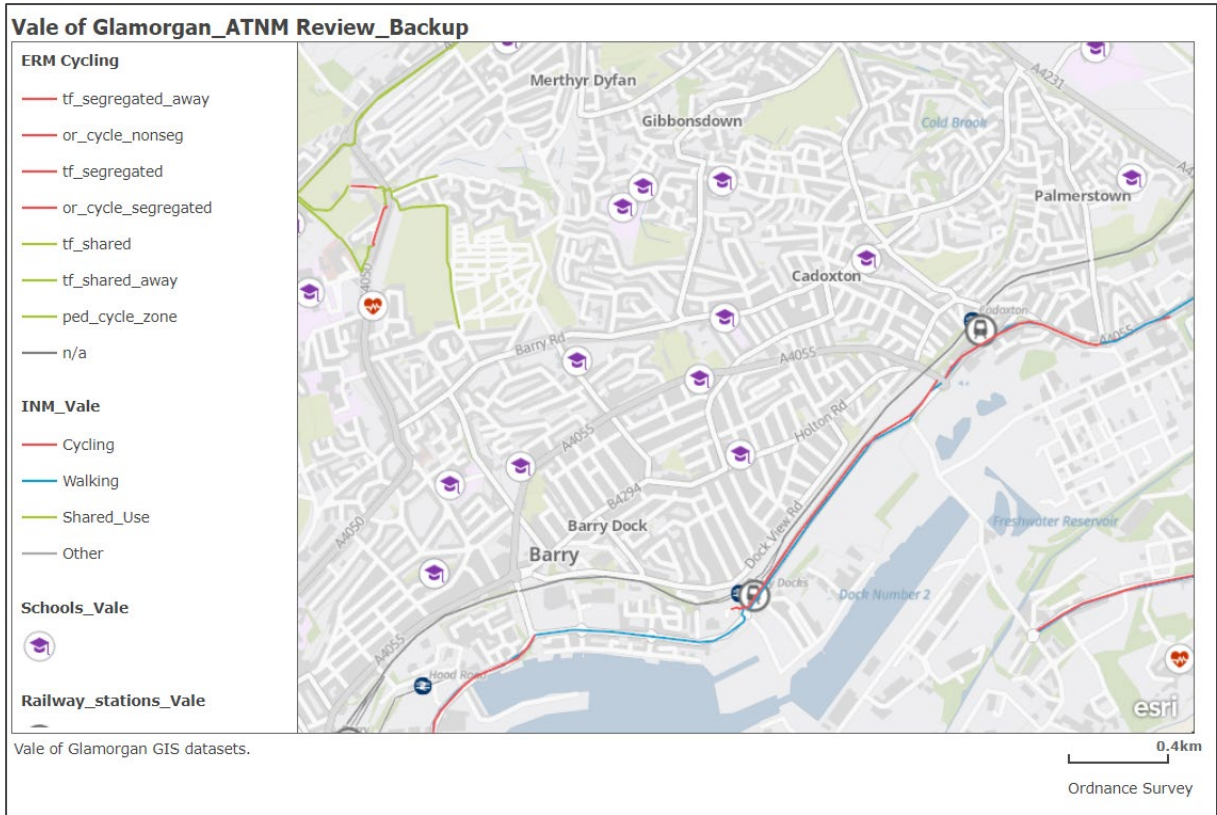 Vale of Glamorgan_ATNM Review_Backup
ERM Cycling
tf_segregated_away
or_cycle_nonseg
tf_segregated
or_cycle_segregated
tf_shared
tf_shared_away
ped_cycle_zone
n/a
INM_Vale
Cycling
Walking
Shared_Use
Other
Schools_Vale
Railway_stations_Vale
Merthyr Dyfan
A4231
Gibbonsdown
Cold Brook
Palmerstown
A4050
Cadoxton
Cadoxton
Barry Rd
A4055
A4055
Holton Rd
A4055
B4294
A4050
Barry Dock
Dock View Rd
Freshwater Reservoir
Barry
Docks
Dock Number 2
A4055
Hood Road
esri
Vale of Glamorgan GIS datasets.
0.4km
Ordnance Survey